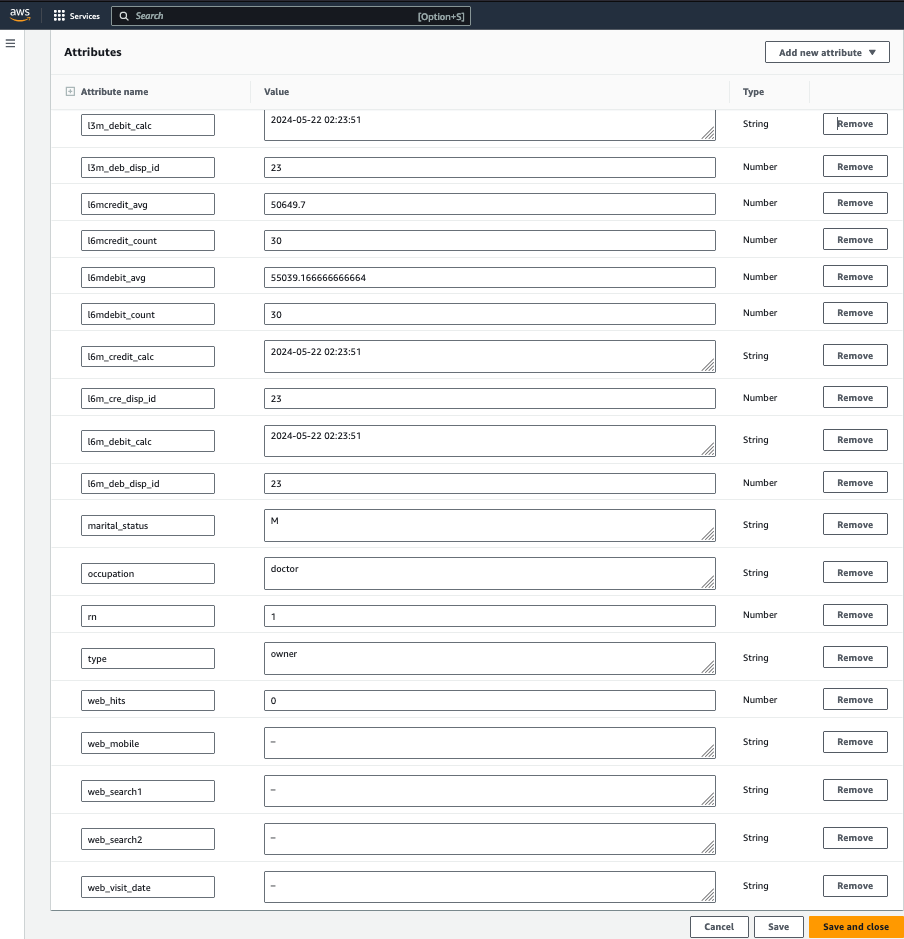 aws
Services
Search [Option+S]
Attributes
Add new attribute
Attribute name Value Type
l3m_debit_calc 2024-05-22 02:23:51 String Remove
l3m_deb_disp_id 23 Number Remove
l6mcredit_avg 50649.7 Number Remove
l6mcredit_count 30 Number Remove
l6mdebit_avg 55039.166666666664 Number Remove
l6mdebit_count 30 Number Remove
l6m_credit_calc 2024-05-22 02:23:51 String Remove
l6m_cre_disp_id 23 Number Remove
l6m_debit_calc 2024-05-22 02:23:51 String Remove
l6m_deb_disp_id 23 Number Remove
marital_status M String Remove
occupation doctor String Remove
rn 1 Number Remove
type owner String Remove
web_hits 0 Number Remove
web_mobile – String Remove
web_search1 – String Remove
web_search2 – String Remove
web_visit_date – String Remove
Cancel Save Save and close